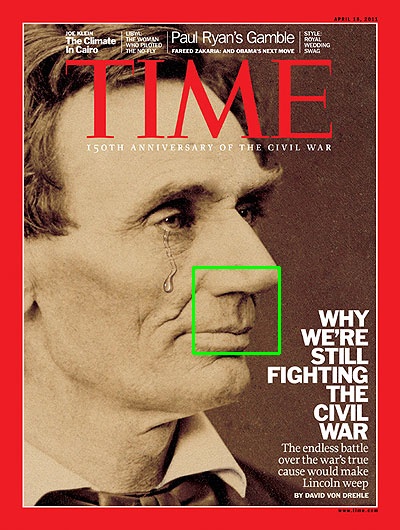 APRIL 18, 2011
JOE KLEIN
The Climate
In Cairo
LIBYA:
THE WOMAN
WHO PILOTED
THE NO-FLY
Paul Ryan's Gamble
FAREED ZAKARIA: AND OBAMA'S NEXT MOVE
STYLE:
ROYAL
WEDDING
SWAG
TIME
150TH ANNIVERSARY OF THE CIVIL WAR
WHY
WE'RE
STILL
FIGHTING
THE
CIVIL
WAR
The endless battle
over the war's true
cause would make
Lincoln weep
BY DAVID VON DREHLE
www.time.com